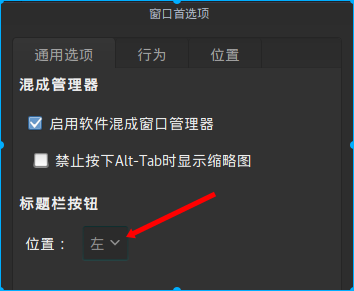 窗口首选项
通用选项 行为 位置
混成管理器
启用软件混成窗口管理器
禁止按下Alt-Tab时显示缩略图
标题栏按钮
位置： 左